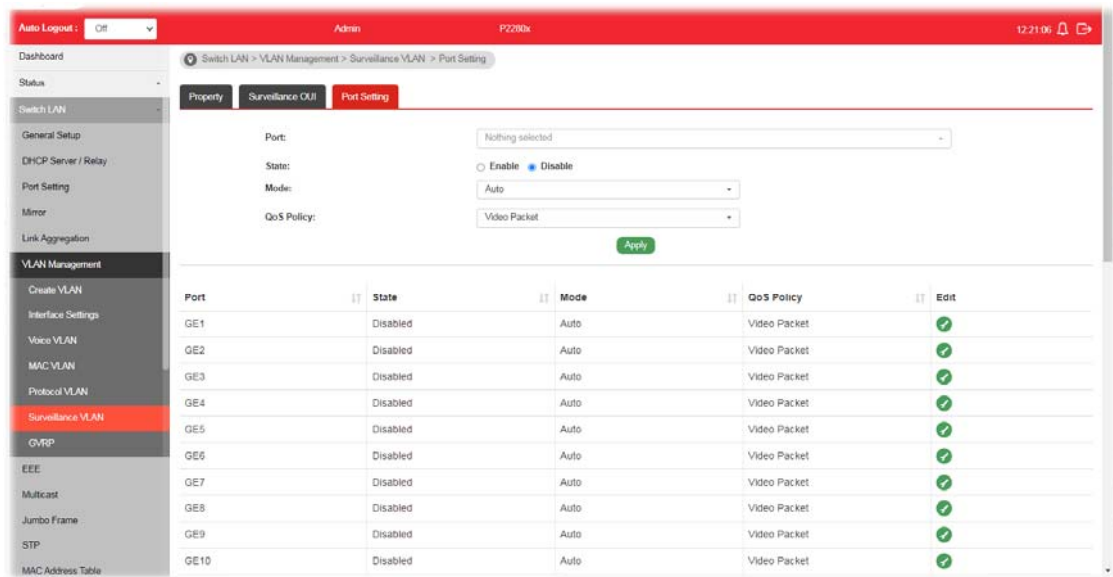 Auto Logout : Off Admin P2280x 12:21:06
Dashboard
Status
Switch LAN
General Setup
DHCP Server / Relay
Port Setting
Mirror
Link Aggregation
VLAN Management
Create VLAN
Interface Settings
Voice VLAN
MAC VLAN
Protocol VLAN
Surveillance VLAN
GVRP
EEE
Multicast
Jumbo Frame
STP
MAC Address Table
Switch LAN > VLAN Management > Surveillance VLAN > Port Setting
Property Surveillance OUI Port Setting
Port: Nothing selected
State: Enable Disable
Mode: Auto
QoS Policy: Video Packet
Apply
Port State Mode QoS Policy Edit
GE1 Disabled Auto Video Packet
GE2 Disabled Auto Video Packet
GE3 Disabled Auto Video Packet
GE4 Disabled Auto Video Packet
GE5 Disabled Auto Video Packet
GE6 Disabled Auto Video Packet
GE7 Disabled Auto Video Packet
GE8 Disabled Auto Video Packet
GE9 Disabled Auto Video Packet
GE10 Disabled Auto Video Packet